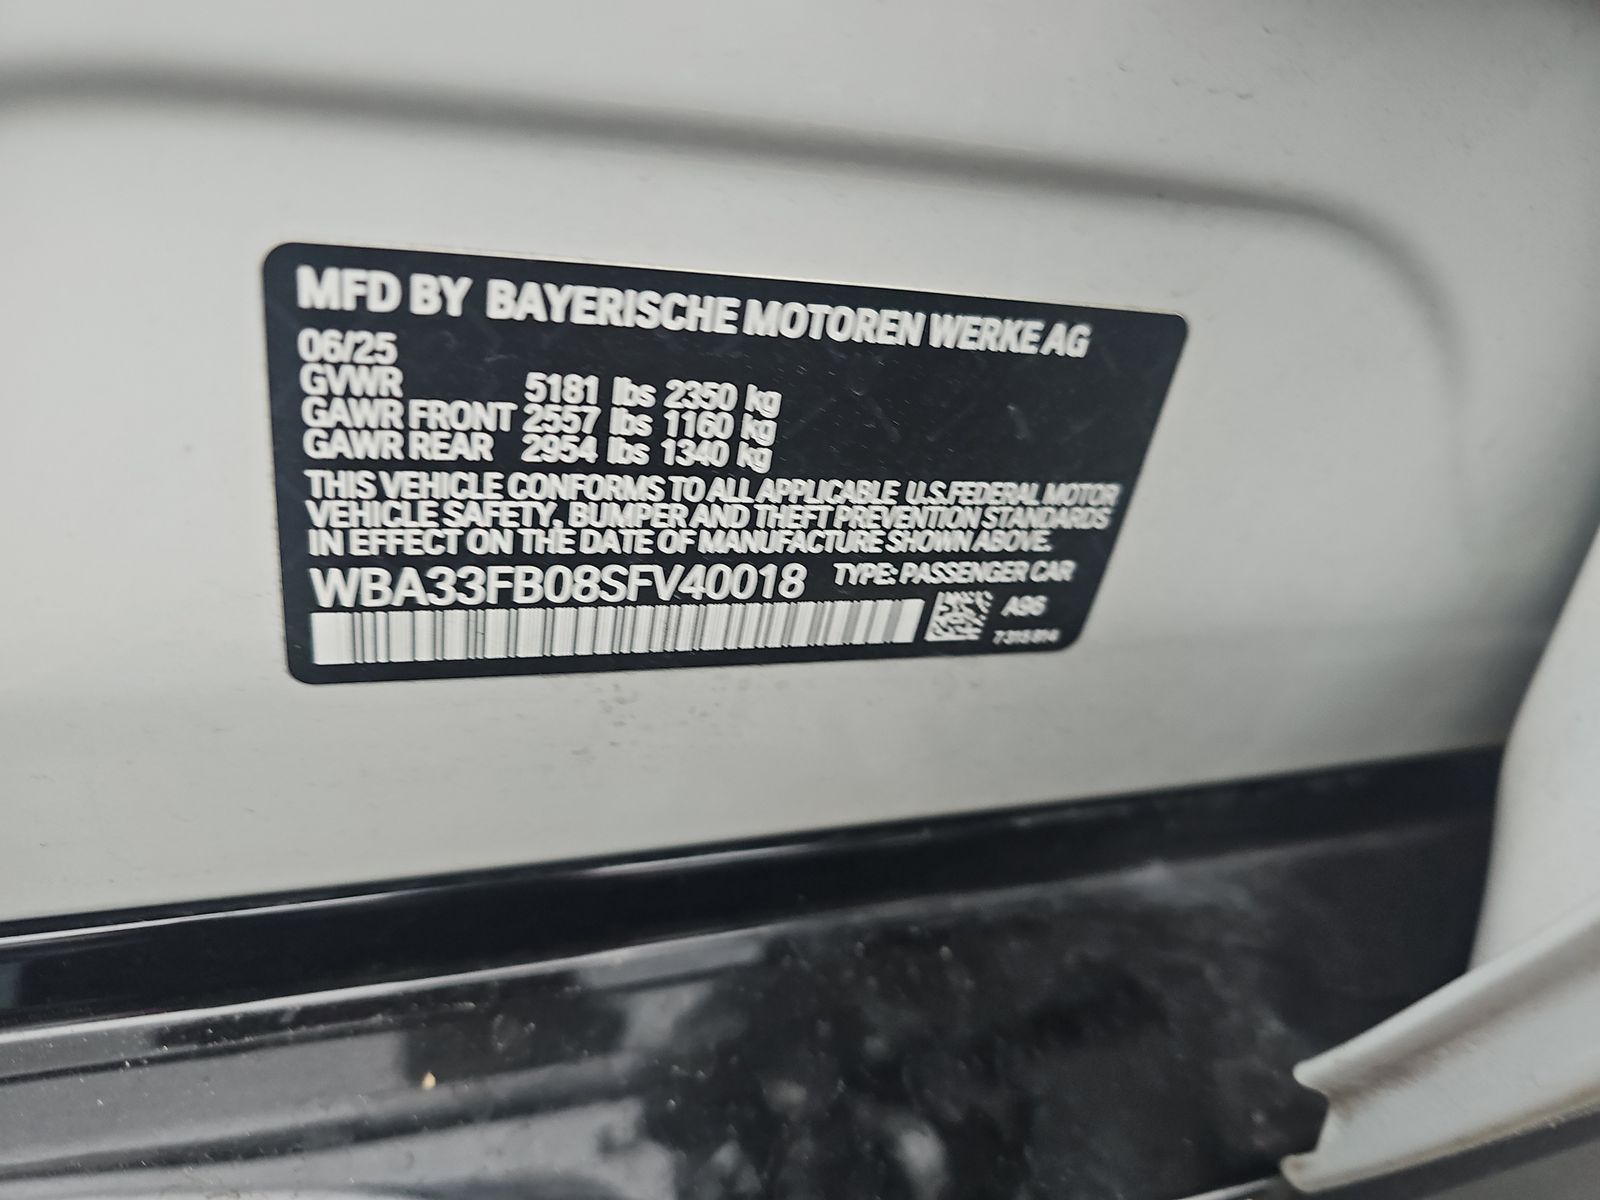 MFD BY BAYERISCHE MOTOREN WERKE AG
06/25
GVWR 5181 lbs 2350 kg
GAWR FRONT 2557 lbs 1160 kg
GAWR REAR 2954 lbs 1340 kg
THIS VEHICLE CONFORMS TO ALL APPLICABLE U.S.FEDERAL MOTOR
VEHICLE SAFETY, BUMPER AND THEFT PREVENTION STANDARDS
IN EFFECT ON THE DATE OF MANUFACTURE SHOWN ABOVE.
WBA33FB08SFV40018 TYPE: PASSENGER CAR
A96